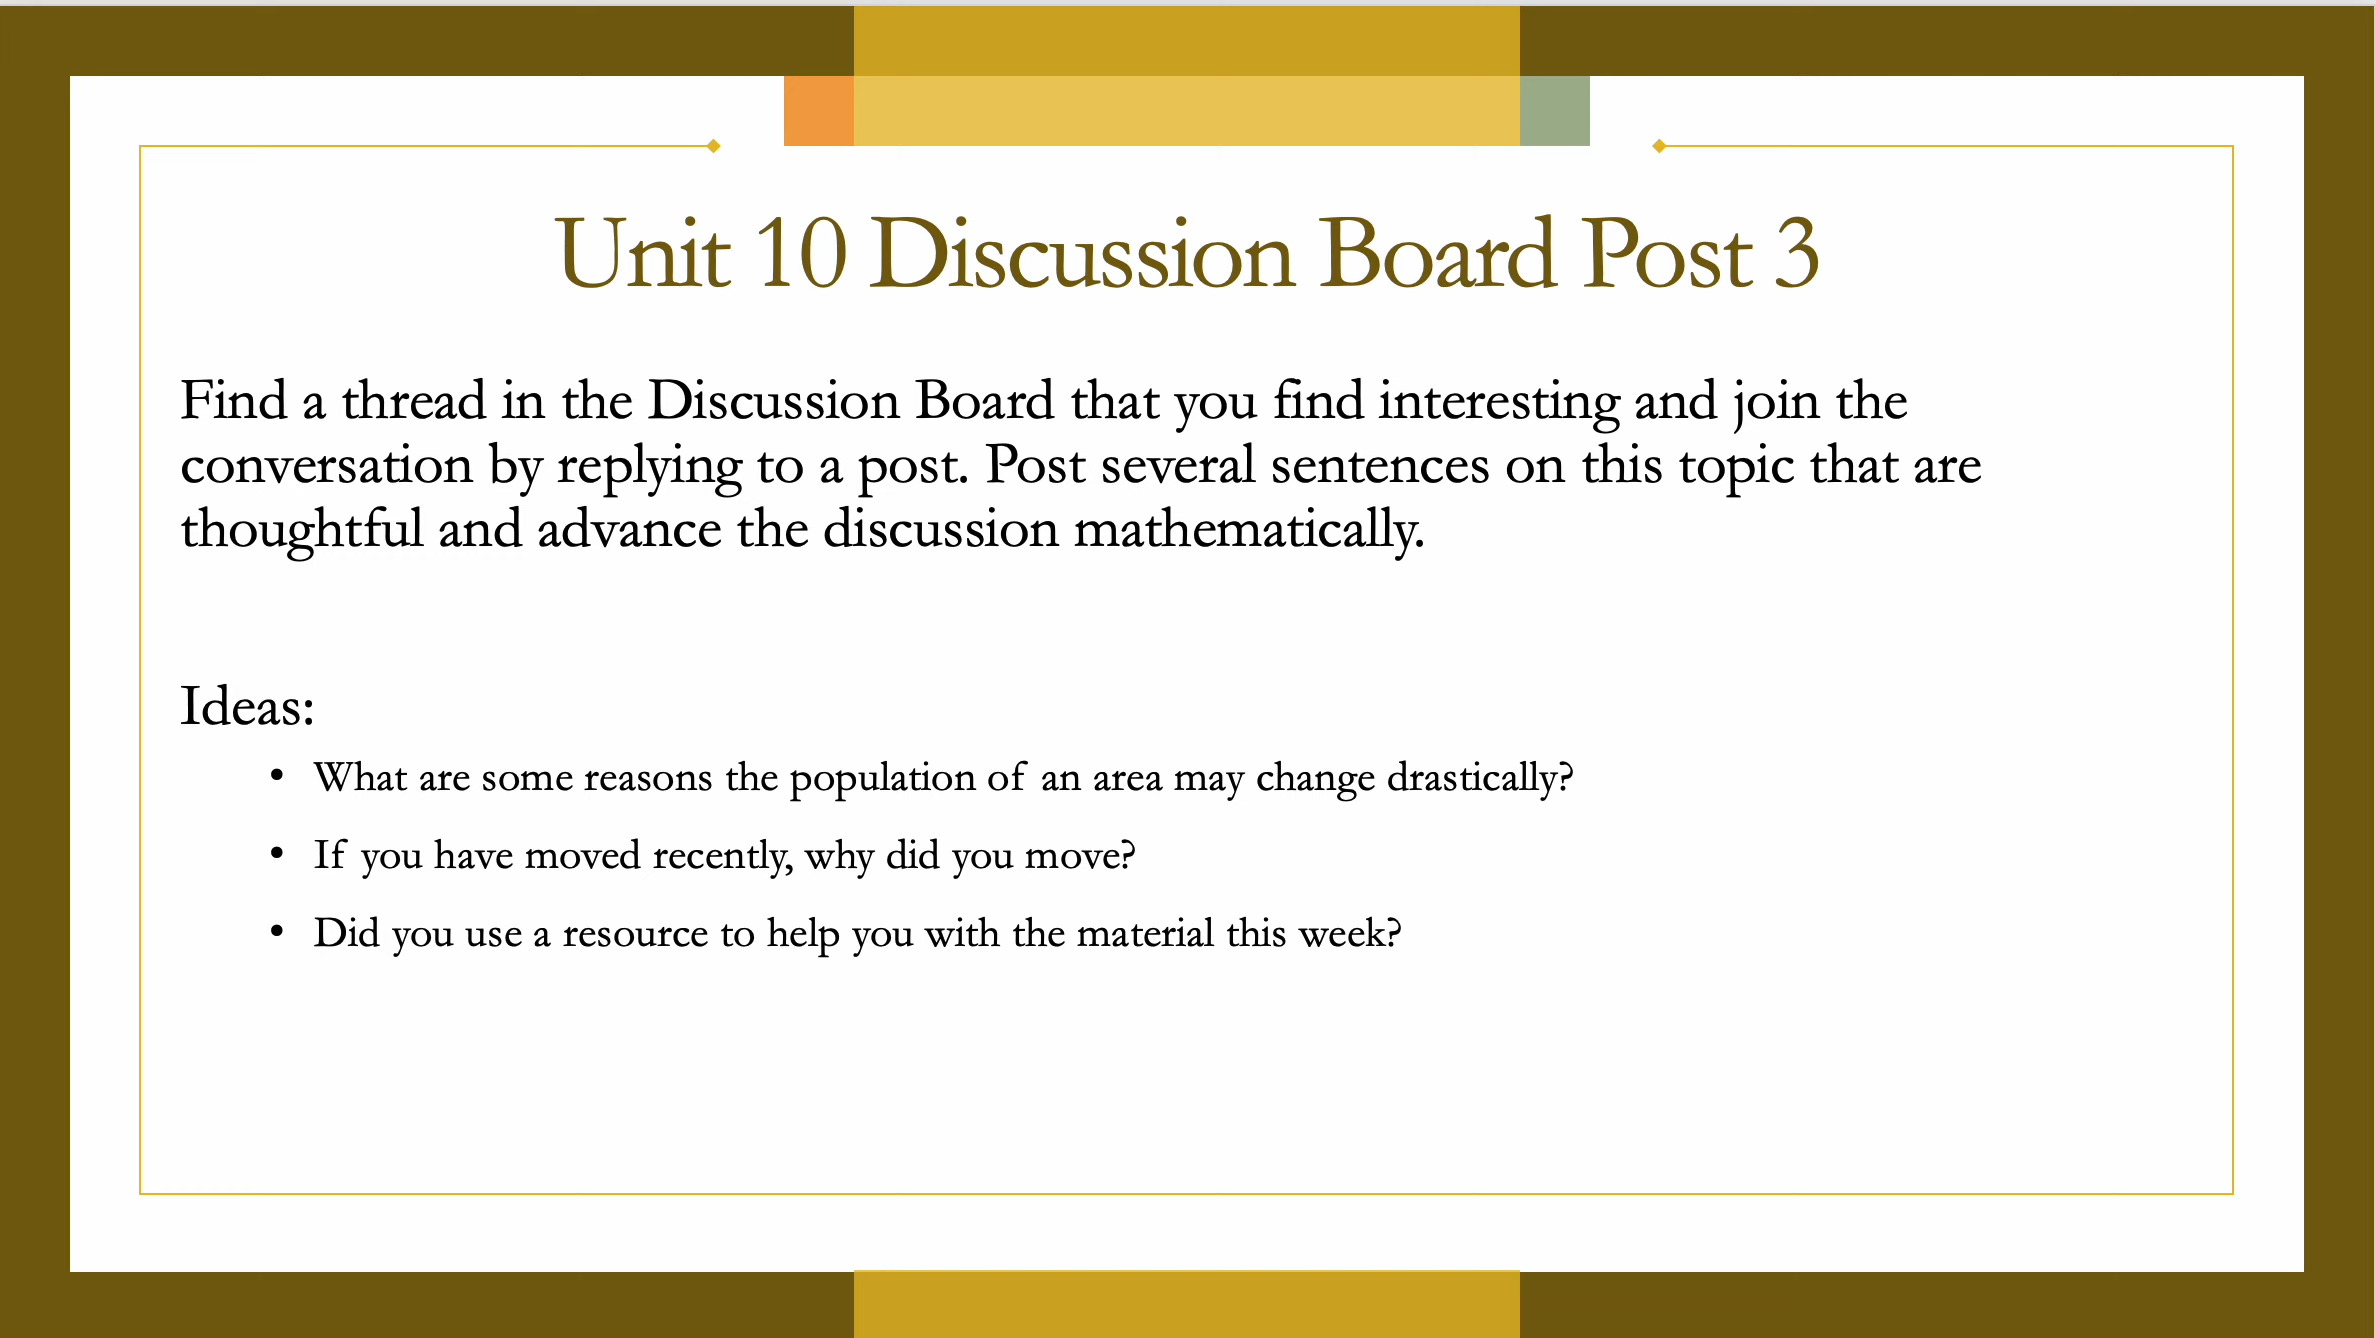 Unit 10 Discussion Board Post 3
Find a thread in the Discussion Board that you find interesting and join the
conversation by replying to a post. Post several sentences on this topic that are
thoughtful and advance the discussion mathematically.
Ideas:
• What are some reasons the population of an area may change drastically?
• If you have moved recently, why did you move?
• Did you use a resource to help you with the material this week?